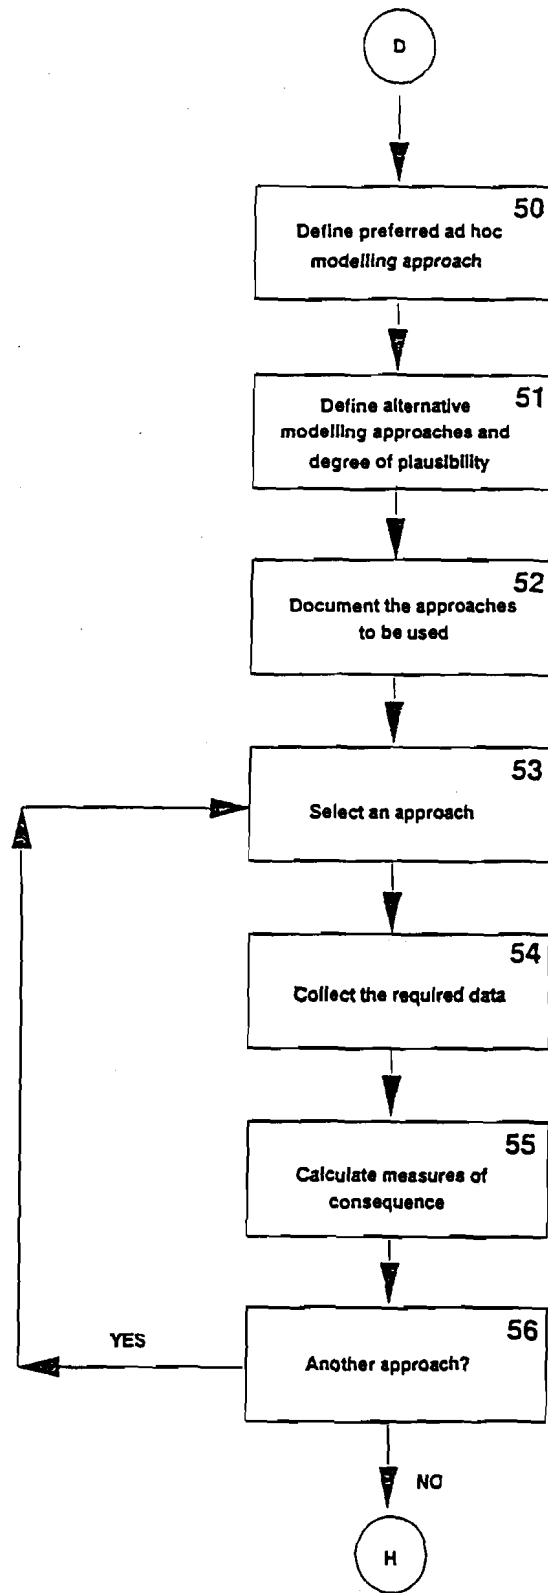 D
50
Define preferred ad hoc
modelling approach
51
Define alternative
modelling approaches and
degree of plausibility
52
Document the approaches
to be used
53
Select an approach
54
Collect the required data
55
Calculate measures of
consequence
56
Another approach?
YES
NO
H